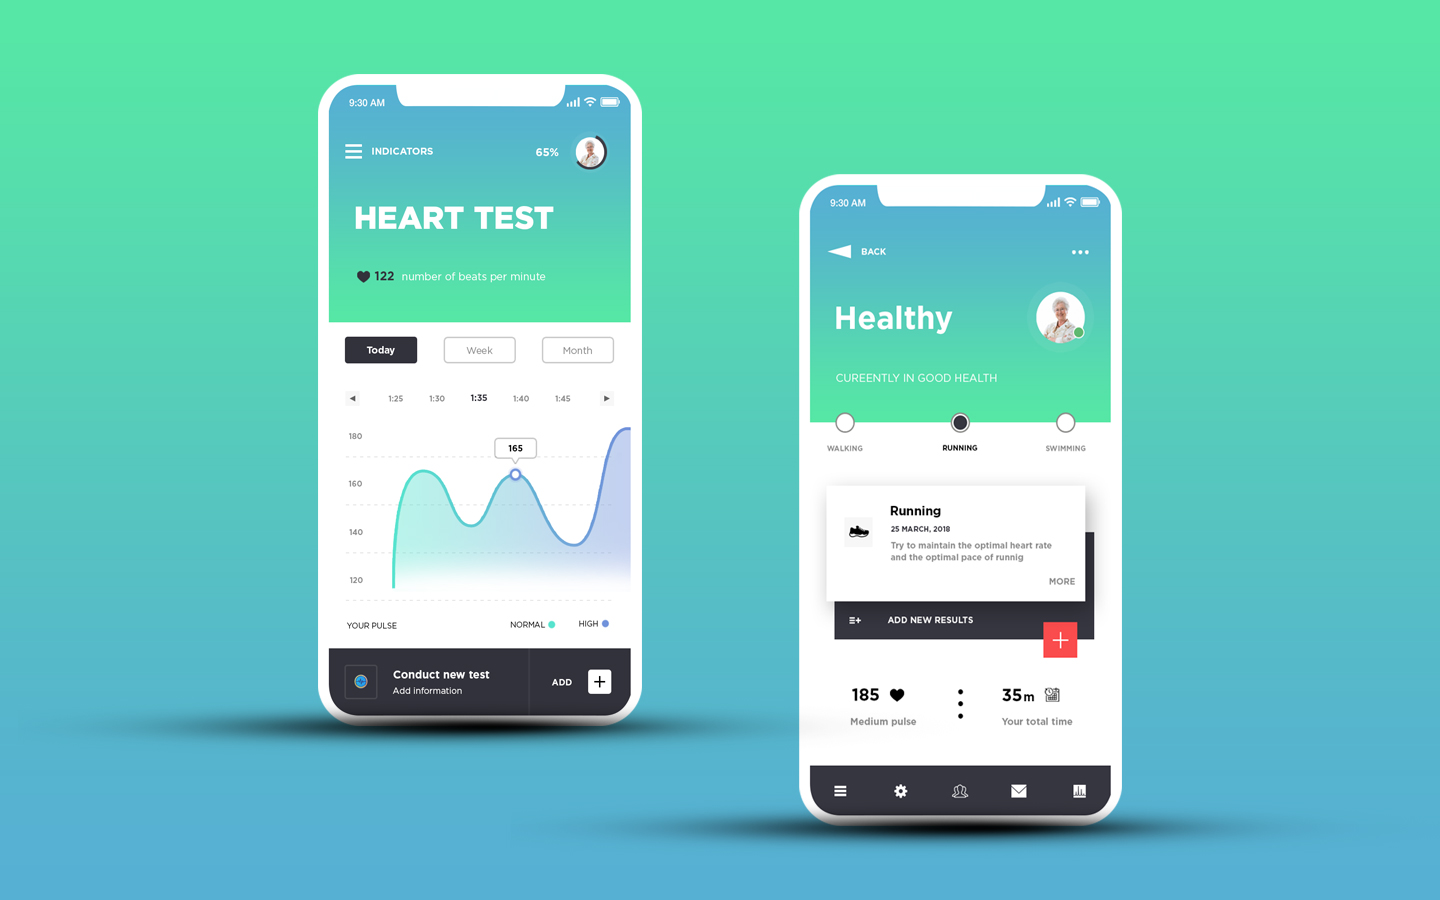 9:30 AM
INDICATORS 65%
HEART TEST
122 number of beats per minute
Today Week Month
1:25 1:30 1:35 1:40 1:45
180
165
160
140
120
YOUR PULSE NORMAL HIGH
Conduct new test
Add information
ADD
9:30 AM
BACK
Healthy
CUREENTLY IN GOOD HEALTH
WALKING RUNNING SWIMMING
Running
25 MARCH, 2018
Try to maintain the optimal heart rate
and the optimal pace of runnig
MORE
ADD NEW RESULTS
185 35m
Medium pulse Your total time